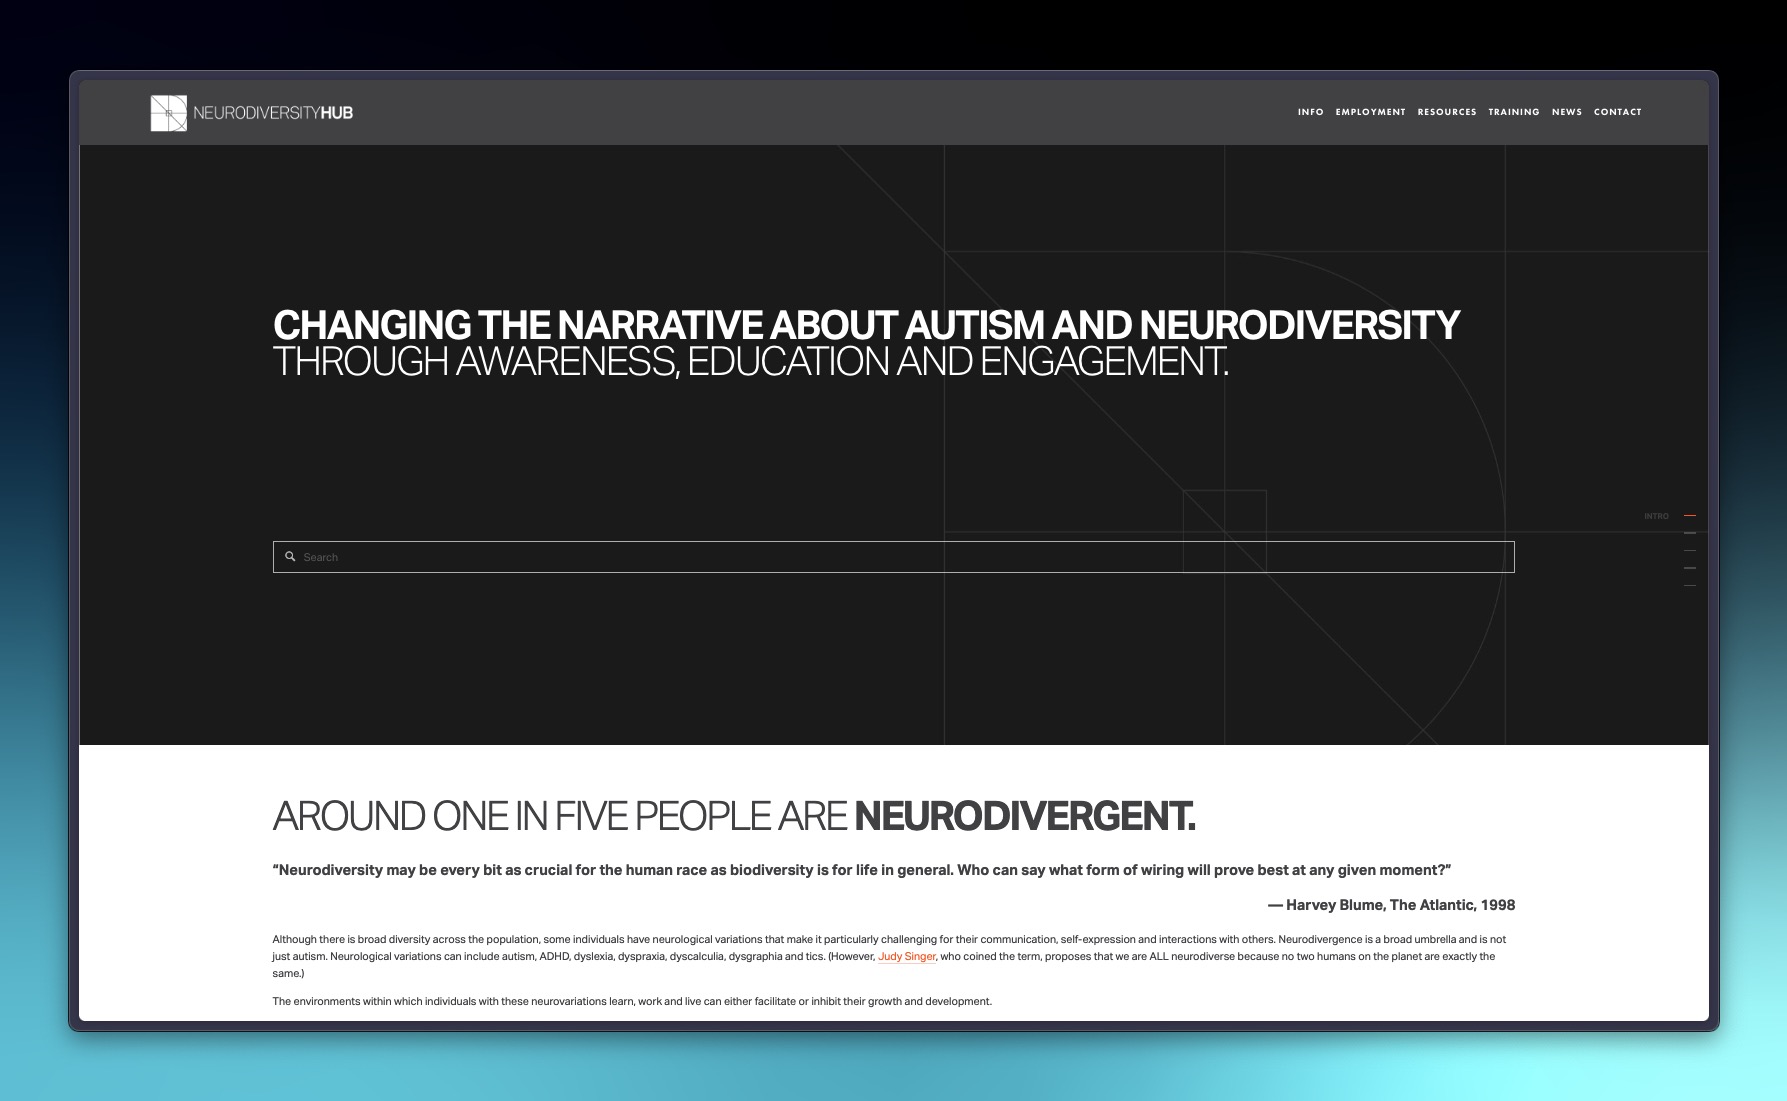 NEURODIVERSITYHUB
INFO EMPLOYMENT RESOURCES TRAINING NEWS CONTACT
CHANGING THE NARRATIVE ABOUT AUTISM AND NEURODIVERSITY
THROUGH AWARENESS, EDUCATION AND ENGAGEMENT.
INTRO
Search
AROUND ONE IN FIVE PEOPLE ARE NEURODIVERGENT.
“Neurodiversity may be every bit as crucial for the human race as biodiversity is for life in general. Who can say what form of wiring will prove best at any given moment?”
— Harvey Blume, The Atlantic, 1998
Although there is broad diversity across the population, some individuals have neurological variations that make it particularly challenging for their communication, self-expression and interactions with others. Neurodivergence is a broad umbrella and is not
just autism. Neurological variations can include autism, ADHD, dyslexia, dyspraxia, dyscalculia, dysgraphia and tics. (However, Judy Singer, who coined the term, proposes that we are ALL neurodiverse because no two humans on the planet are exactly the
same.)
The environments within which individuals with these neurovariations learn, work and live can either facilitate or inhibit their growth and development.